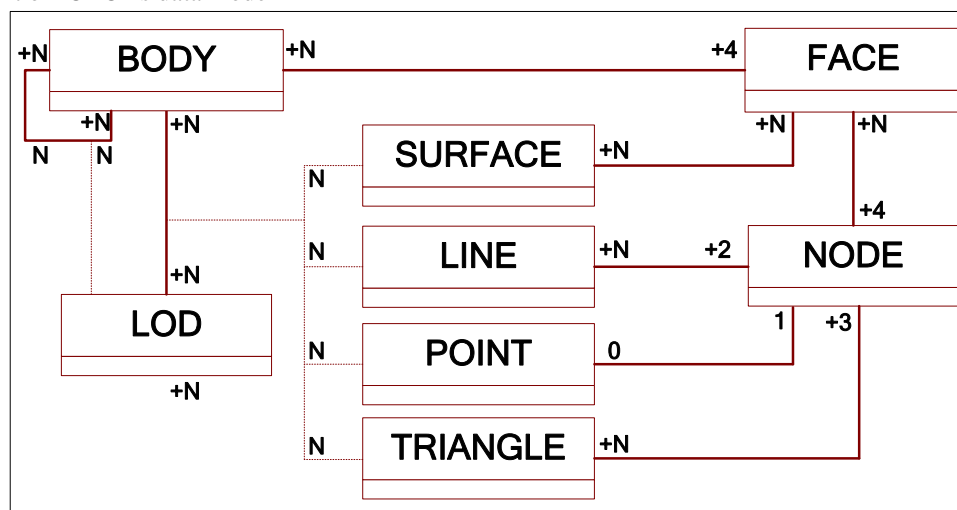 +N
BODY
+N
+4
FACE
+N
+N
N
N
+N
+N
SURFACE
+N
N
+4
+N
LINE
+N
+2
NODE
N
LOD
+N
POINT
0
1
+3
N
TRIANGLE
+N
N